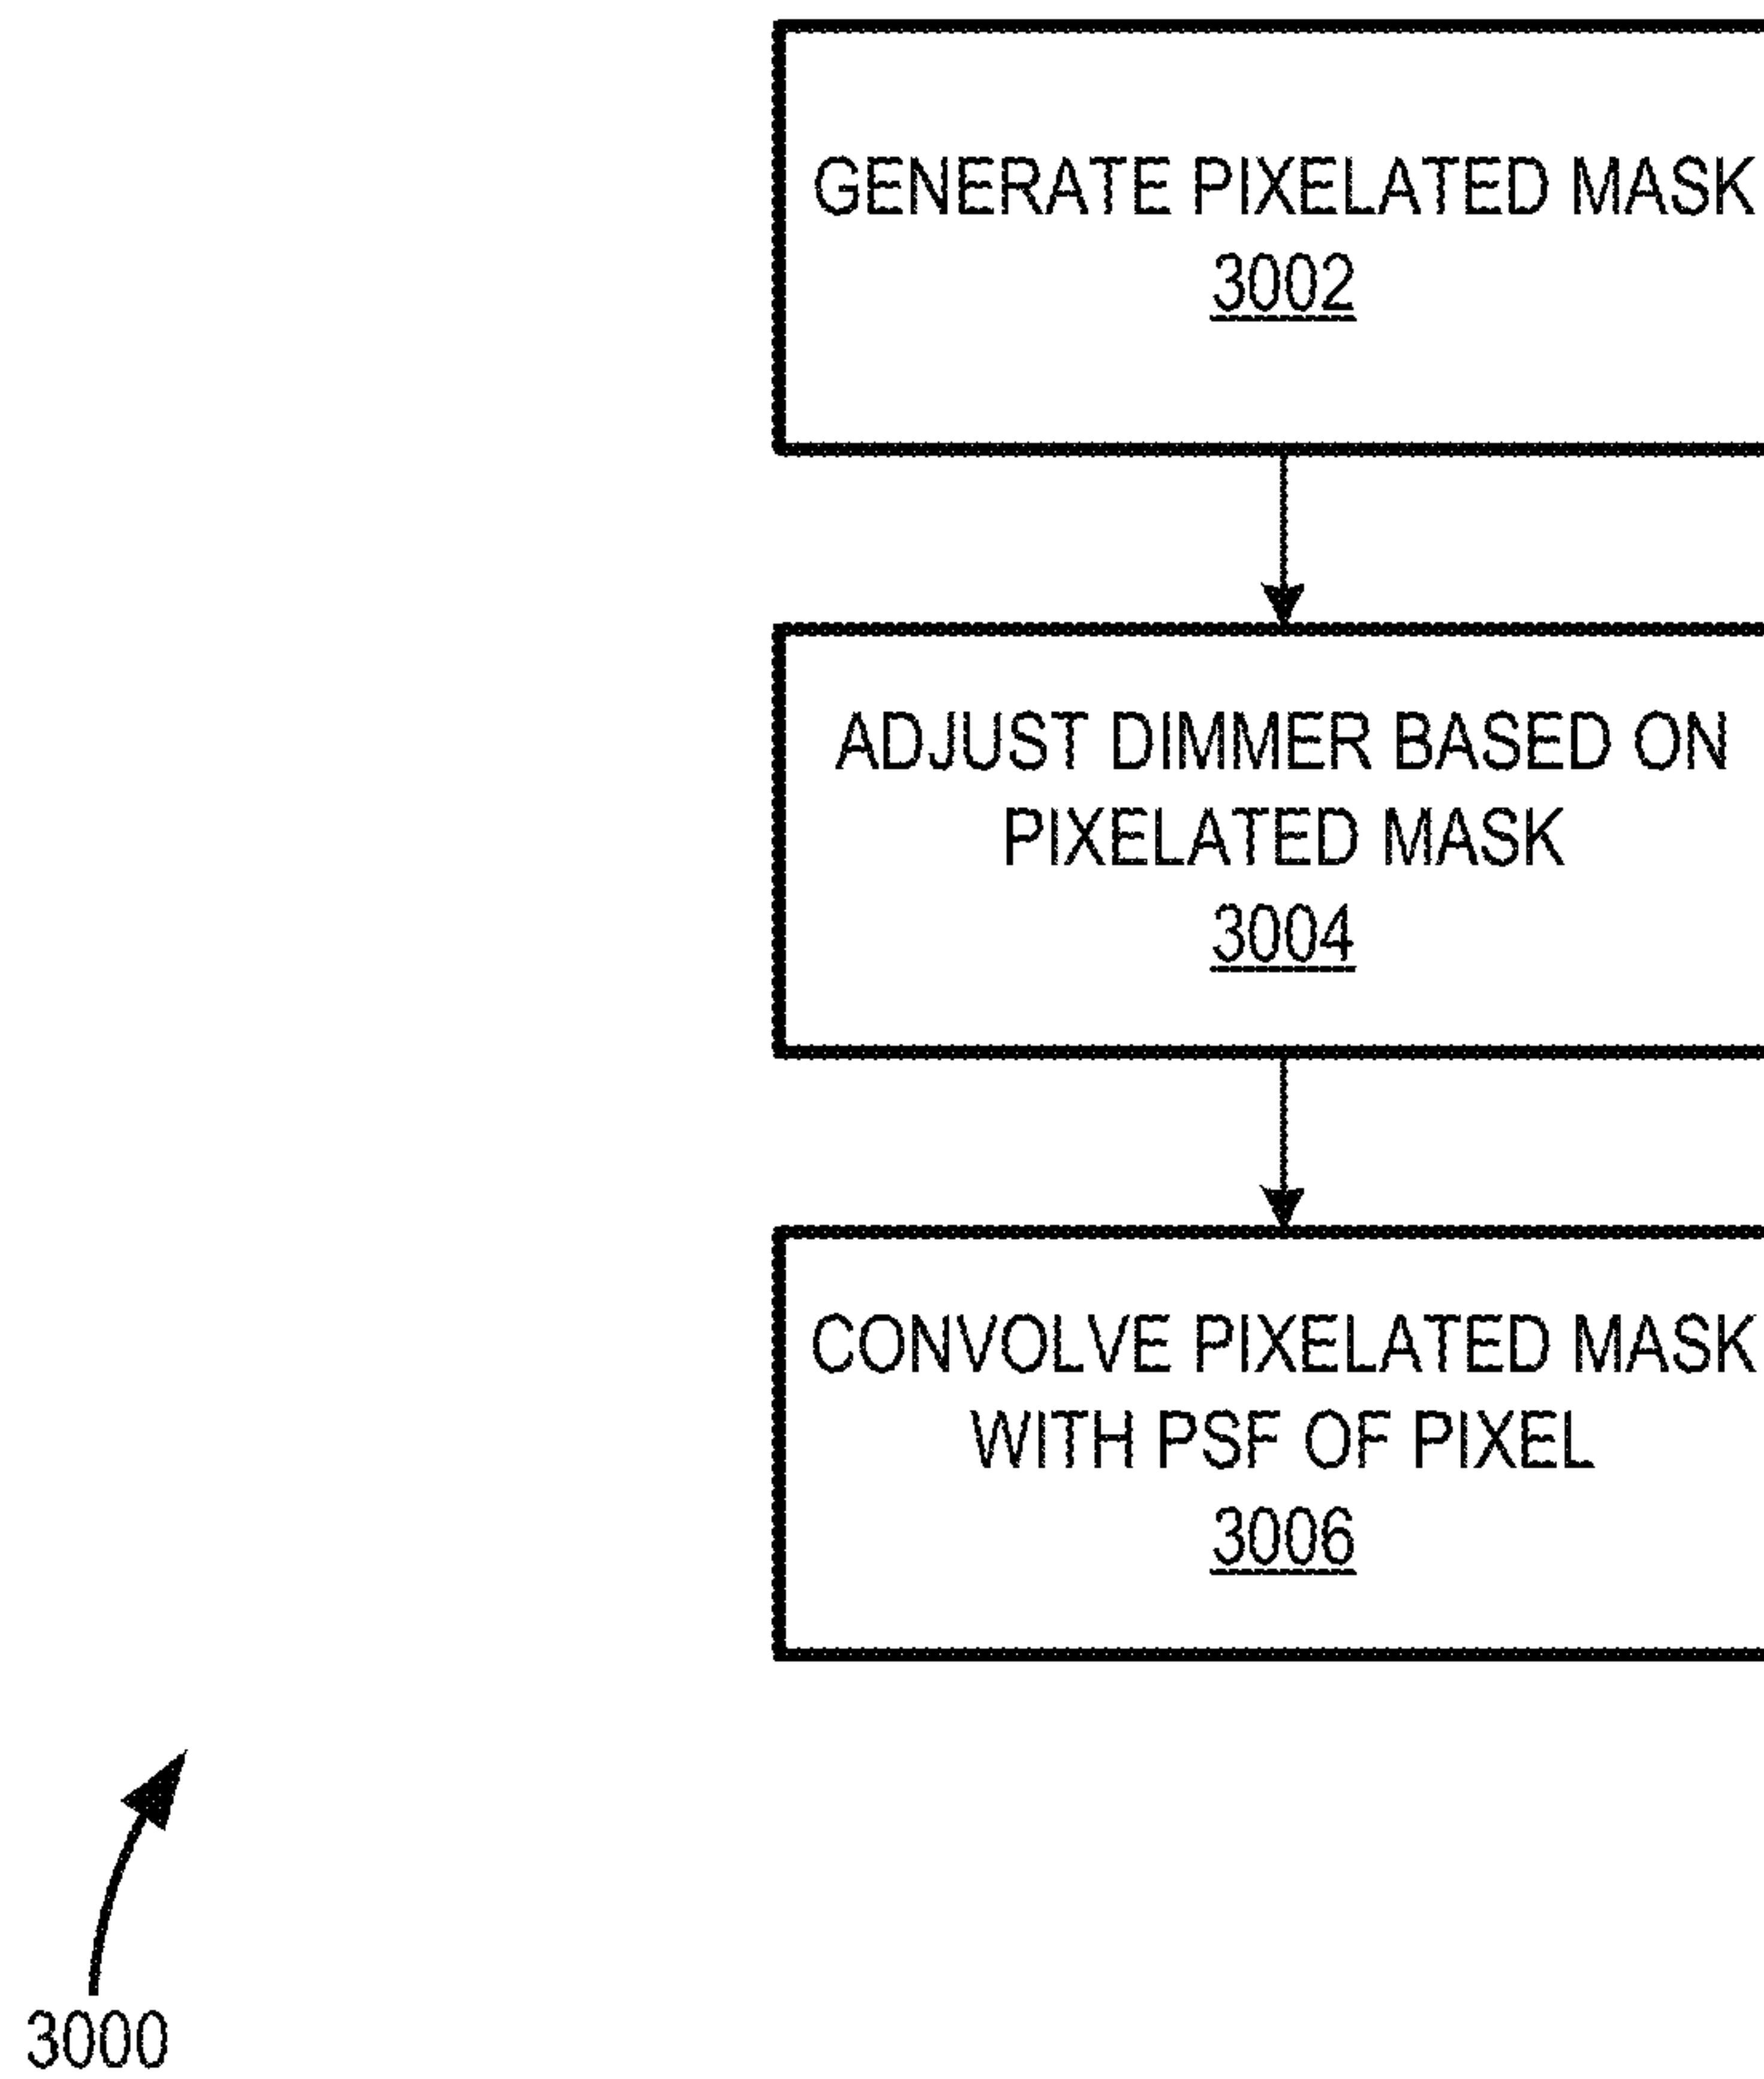 GENERATE PIXELATED MASK
3002
ADJUST DIMMER BASED ON
PIXELATED MASK
3004
CONVOLVE PIXELATED MASK
WITH PSF OF PIXEL
3006
3000